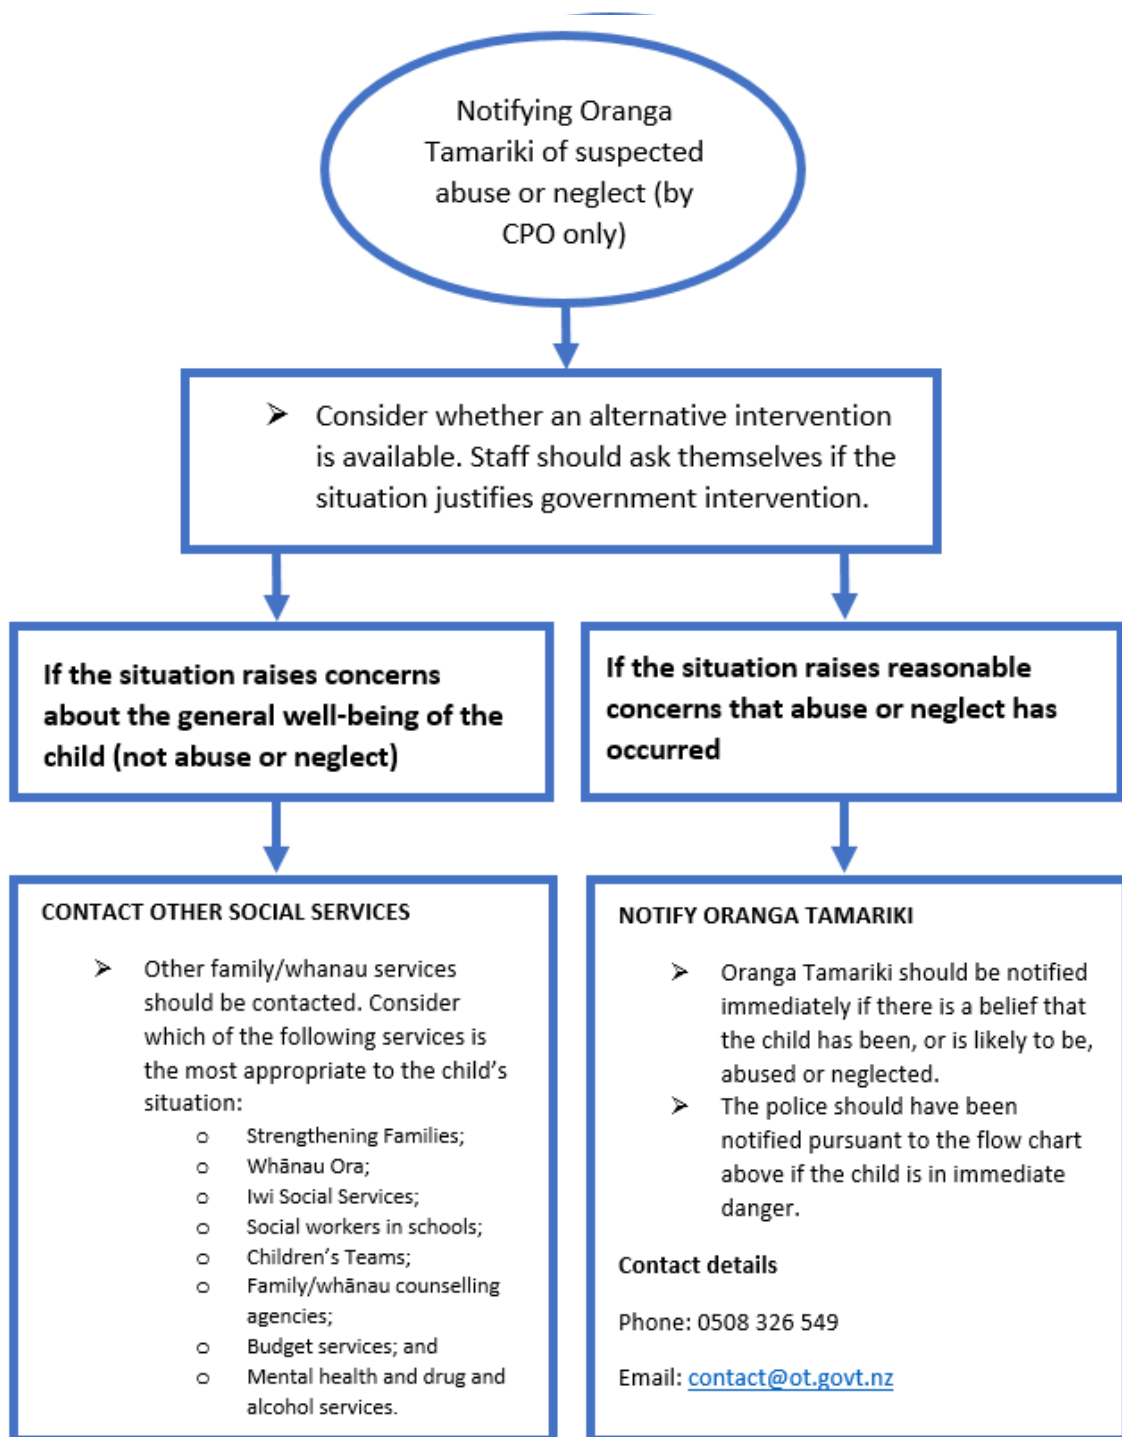 Notifying Oranga
Tamariki of suspected
abuse or neglect (by
CPO only)
➢ Consider whether an alternative intervention
is available. Staff should ask themselves if the
situation justifies government intervention.
If the situation raises concerns
about the general well-being of the
child (not abuse or neglect)
If the situation raises reasonable
concerns that abuse or neglect has
occurred
CONTACT OTHER SOCIAL SERVICES
➢ Other family/whanau services
should be contacted. Consider
which of the following services is
the most appropriate to the child's
situation:
o Strengthening Families;
o Whānau Ora;
o Iwi Social Services;
o Social workers in schools;
o Children's Teams;
o Family/whānau counselling
agencies;
o Budget services; and
o Mental health and drug and
alcohol services.
NOTIFY ORANGA TAMARIKI
➢ Oranga Tamariki should be notified
immediately if there is a belief that
the child has been, or is likely to be,
abused or neglected.
➢ The police should have been
notified pursuant to the flow chart
above if the child is in immediate
danger.
Contact details
Phone: 0508 326 549
Email: contact@ot.govt.nz